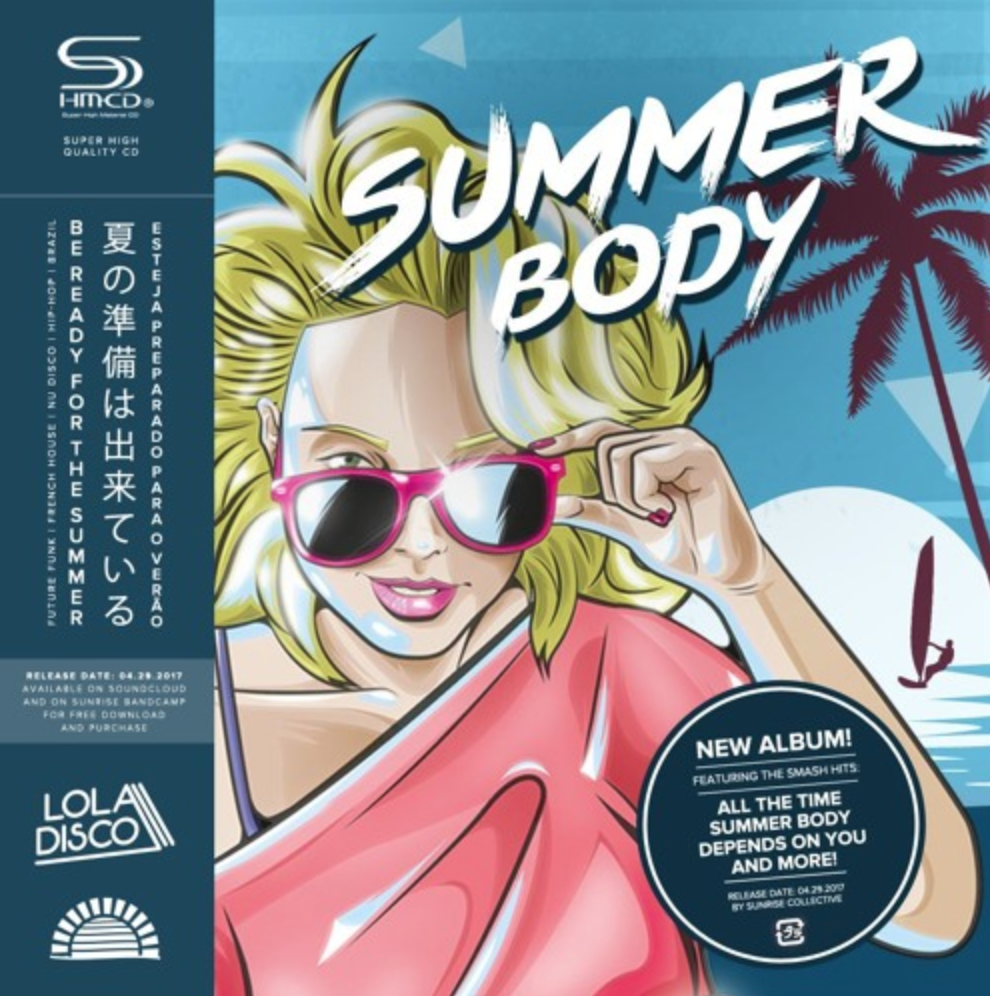 SHMCD®
Super High Material CD
SUPER HIGH
QUALITY CD
FUTURE FUNK | FRENCH HOUSE | NU DISCO | HIP-HOP | BRAZIL
BE READY FOR THE SUMMER
夏の準備は出来ている
ESTEJA PREPARADO PARA O VERÃO
RELEASE DATE: 04.29.2017
AVAILABLE ON SOUNDCLOUD
AND ON SUNRISE BANDCAMP
FOR FREE DOWNLOAD
AND PURCHASE
LOLA
DISCO
SUMMER
BODY
NEW ALBUM!
FEATURING THE SMASH HITS:
ALL THE TIME
SUMMER BODY
DEPENDS ON YOU
AND MORE!
RELEASE DATE: 04.29.2017
BY SUNRISE COLLECTIVE